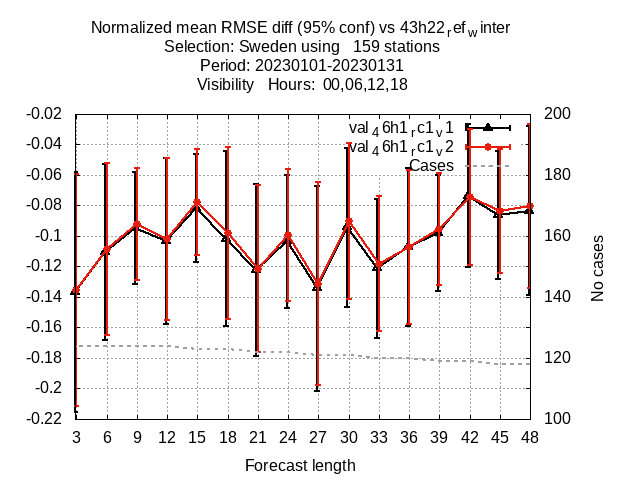 Normalized mean RMSE diff (95% conf) vs 43h22refwinter
Selection: Sweden using 159 stations
Period: 20230101-20230131
Visibility Hours: 00,06,12,18
-0.02 200
val46h1rc1v1
-0.04
val46h1rc1v2
Cases
-0.06 180
-0.08
-0.1 160
-0.12
-0.14 140
-0.16
-0.18 120
-0.2
-0.22 100
No cases
3 6 9 12 15 18 21 24 27 30 33 36 39 42 45 48
Forecast length